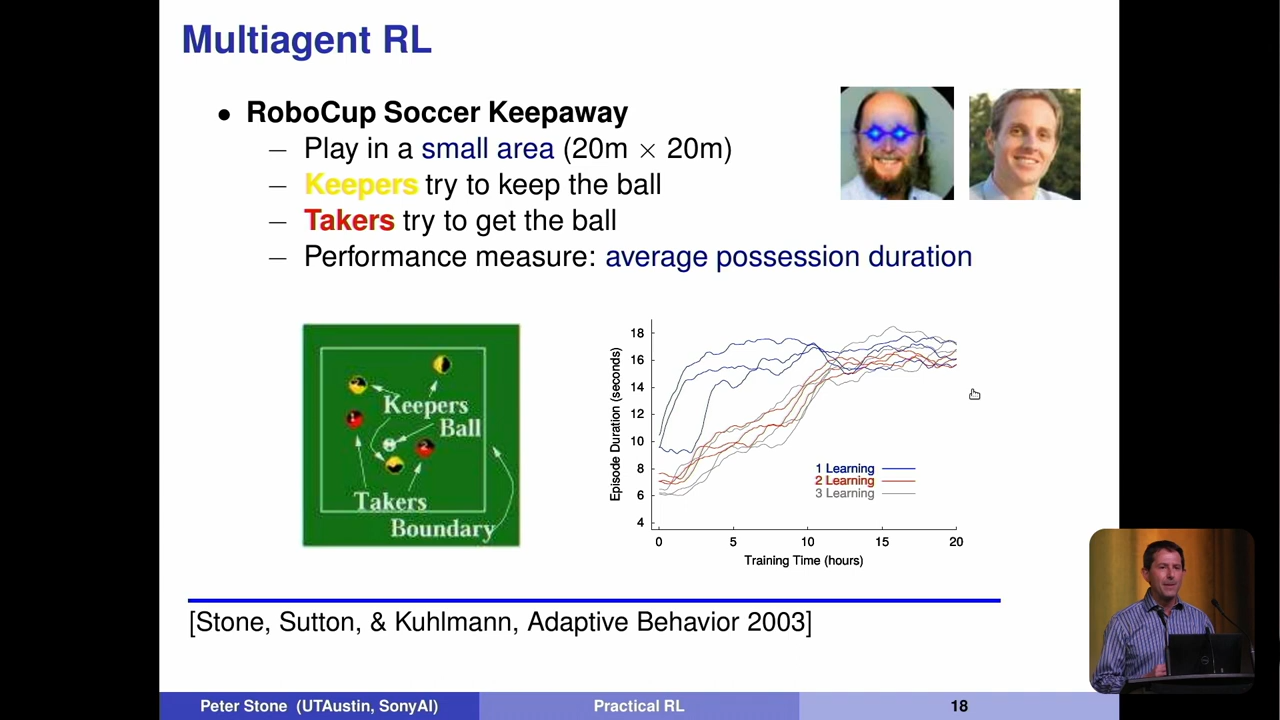 Multiagent RL
• RoboCup Soccer Keepaway
– Play in a small area (20m × 20m)
– Keepers try to keep the ball
– Takers try to get the ball
– Performance measure: average possession duration
Keepers
Ball
Takers
Boundary
Episode Duration (seconds)
18
16
14
12
10
8
6
4
1 Learning
2 Learning
3 Learning
0 5 10 15 20
Training Time (hours)
[Stone, Sutton, & Kuhlmann, Adaptive Behavior 2003]
Peter Stone (UTAustin, SonyAI) Practical RL 18